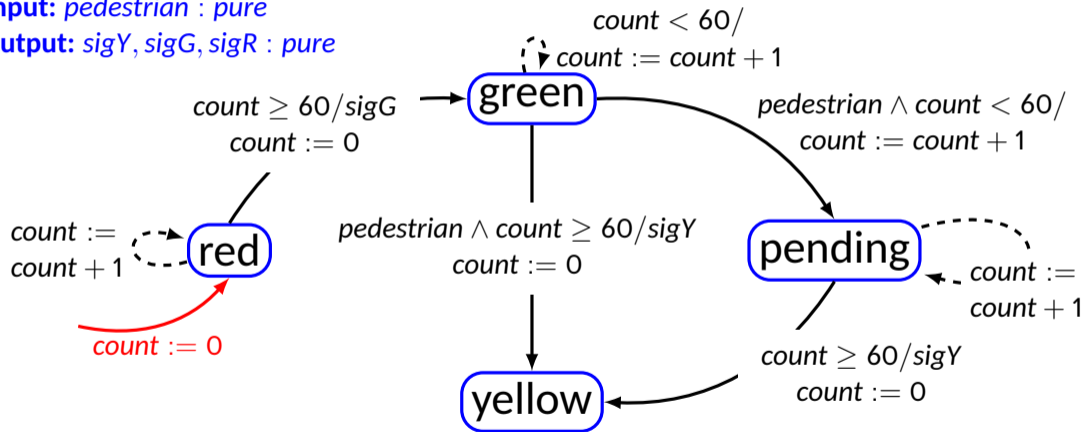 nput: pedestrian : pure
utput: sigY, sigG, sigR : pure
count < 60/
count := count + 1
green
count ≥ 60/sigG
count := 0
pedestrian ∧ count < 60/
count := count + 1
count :=
count + 1
red
pedestrian ∧ count ≥ 60/sigY
count := 0
pending
count :=
count + 1
count := 0
count ≥ 60/sigY
count := 0
yellow